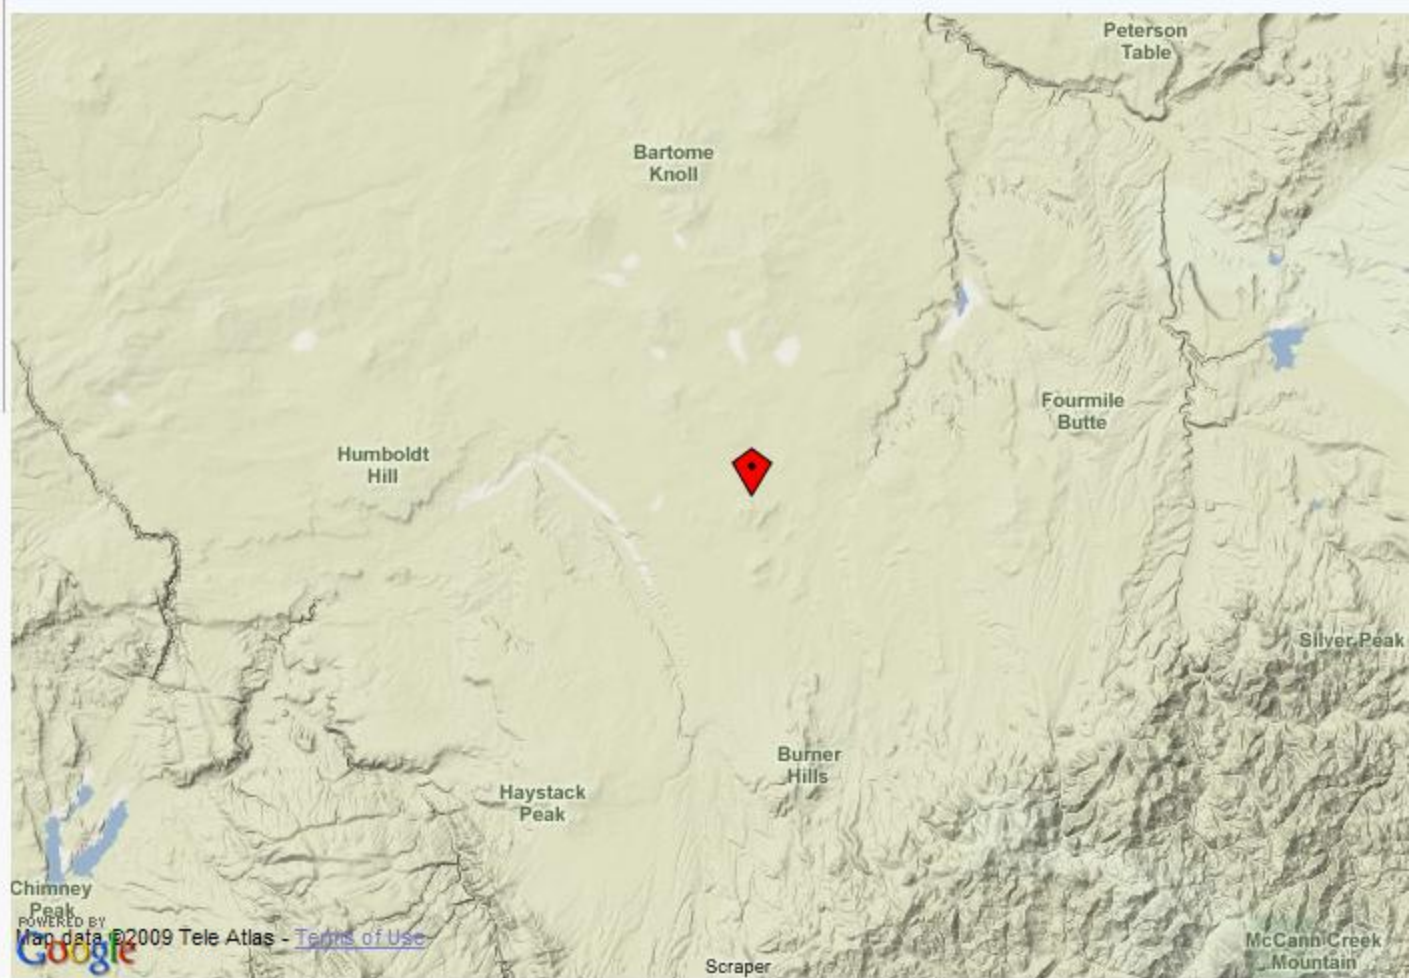 Peterson
Table
Bartome
Knoll
Fourmile
Butte
Humboldt
Hill
Silver Peak
Burner
Hills
Haystack
Peak
Chimney
Peak
POWERED BY
Google
Map data ©2009 Tele Atlas - Terms of Use
McCann Creek
Mountain
Scraper